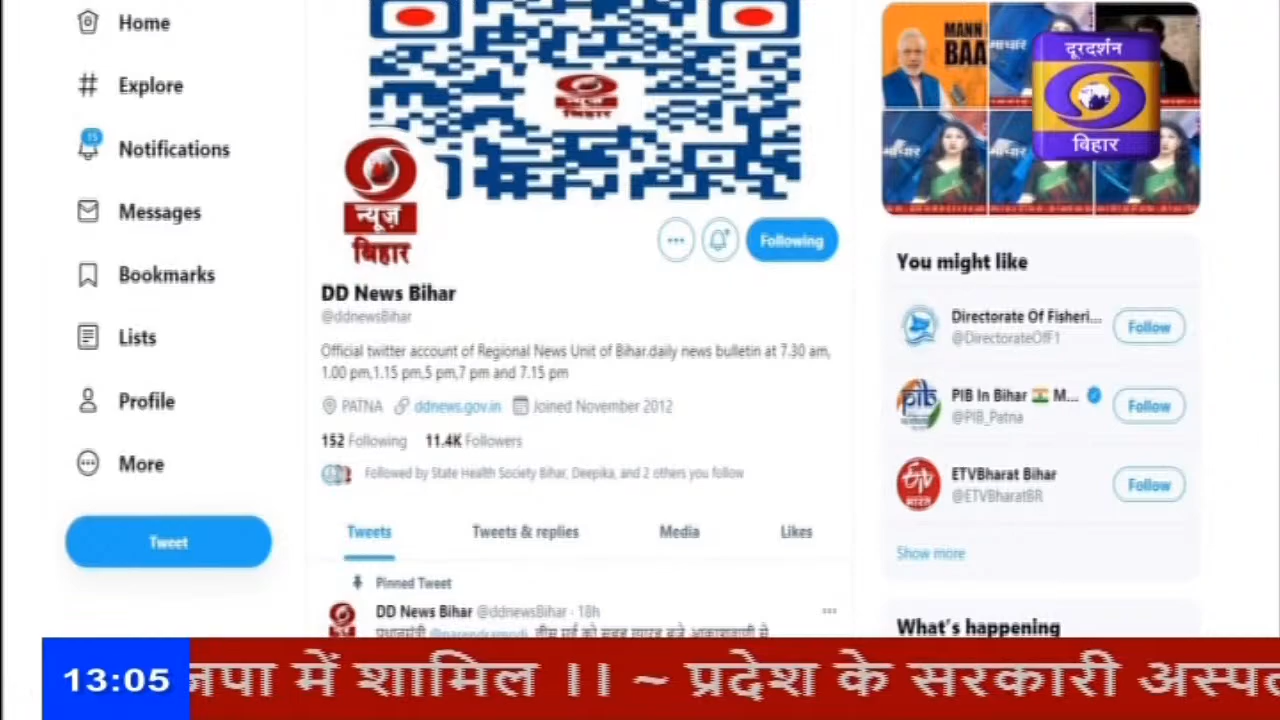 Home
Explore
15
Notifications
Messages
Bookmarks
Lists
Profile
More
Tweet
न्यूज़
बिहार
न्यूज़
बिहार
Following
DD News Bihar
@ddnewsBihar
Official twitter account of Regional News Unit of Bihar.daily news bulletin at 7.30 am,
1.00 pm,1.15 pm,5 pm,7 pm and 7.15 pm
PATNA ddnews.gov.in Joined November 2012
152 Following 11.4K Followers
Followed by State Health Society Bihar, Deepika, and 2 others you follow
Tweets Tweets & replies Media Likes
Pinned Tweet
DD News Bihar @ddnewsBihar · 18h
MANN
BAA
दूरदर्शन
बिहार
You might like
Directorate Of Fisheri...
@DirectorateOfF1
Follow
PIB In Bihar 🇮🇳 M...
@PIB_Patna
Follow
ETVBharat Bihar
@ETVBharatBR
Follow
Show more
What's happening
13:05 जपा में शामिल ।। ~ प्रदेश के सरकारी अस्पत